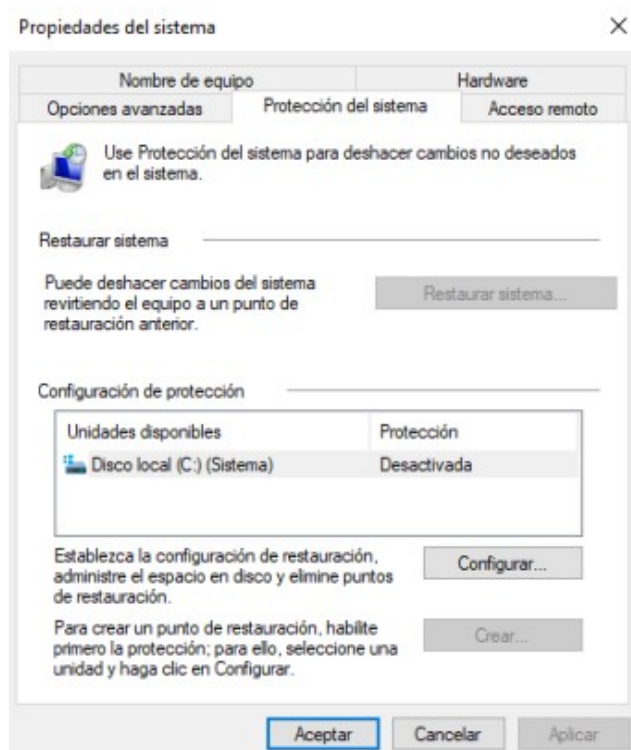 Propiedades del sistema
Nombre de equipo
Hardware
Opciones avanzadas
Protección del sistema
Acceso remoto
Use Protección del sistema para deshacer cambios no deseados
en el sistema.
Restaurar sistema
Puede deshacer cambios del sistema
revirtiendo el equipo a un punto de
restauración anterior.
Restaurar sistema...
Configuración de protección
Unidades disponibles
Protección
Disco local (C:) (Sistema)
Desactivada
Establezca la configuración de restauración,
administre el espacio en disco y elimine puntos
de restauración.
Configurar...
Para crear un punto de restauración, habilite
primero la protección; para ello, seleccione una
unidad y haga clic en Configurar.
Crear...
Aceptar
Cancelar
Aplicar